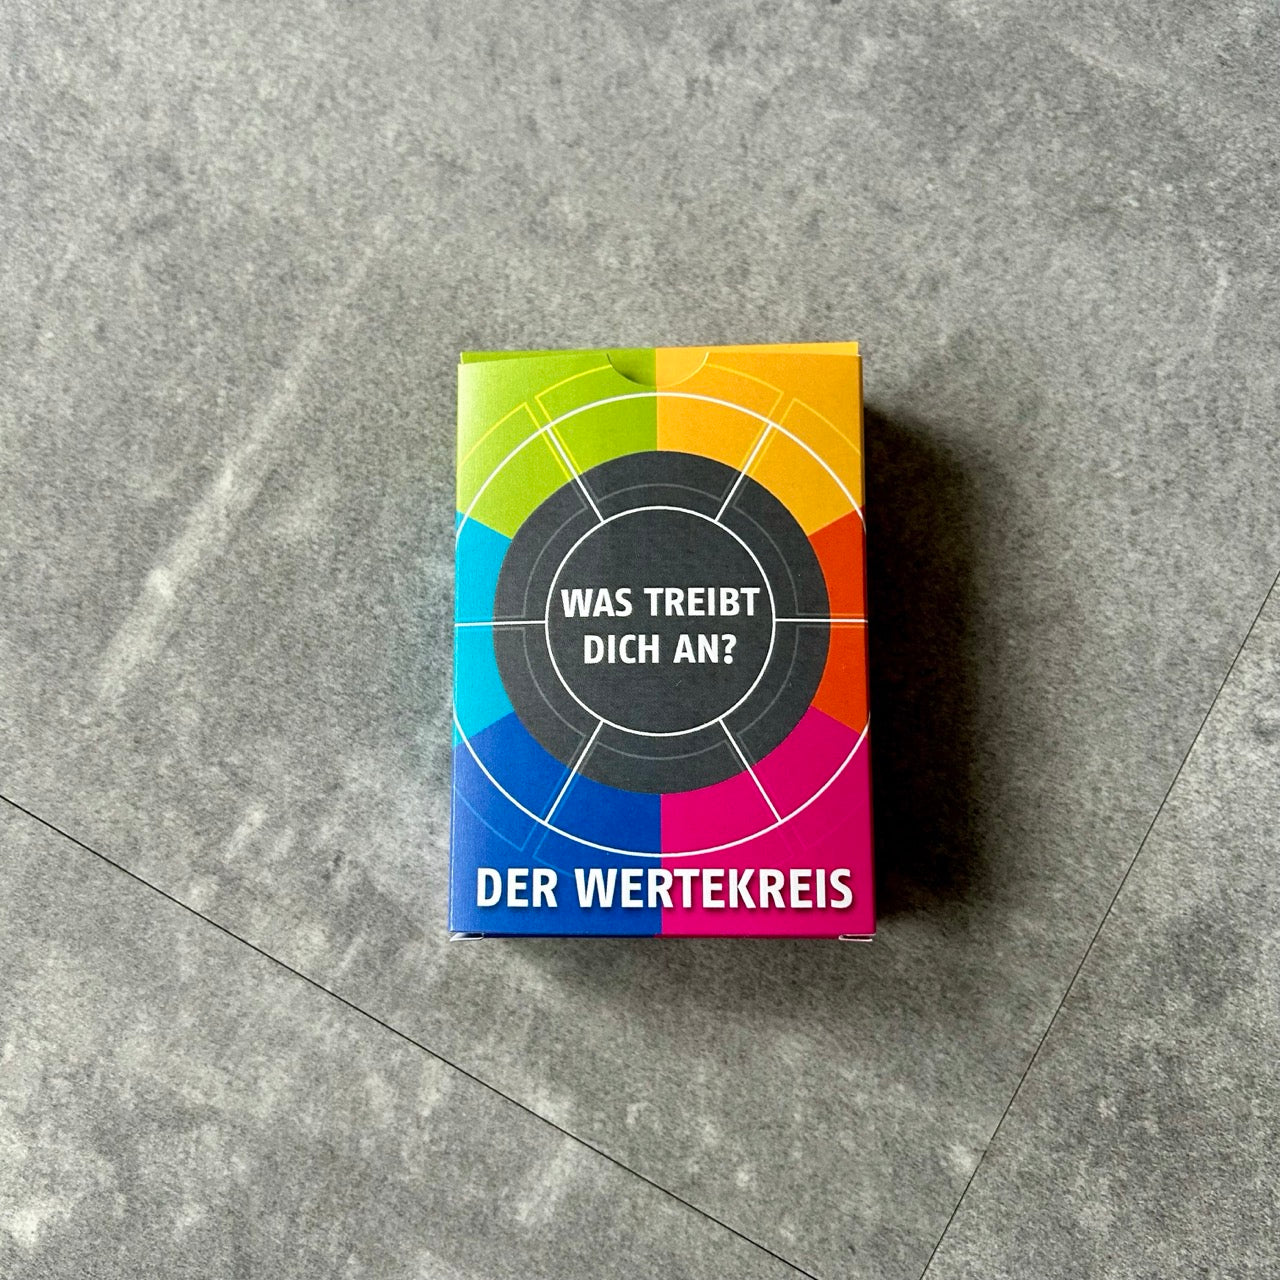 WAS TREIBT
DICH AN?
DER WERTEKREIS